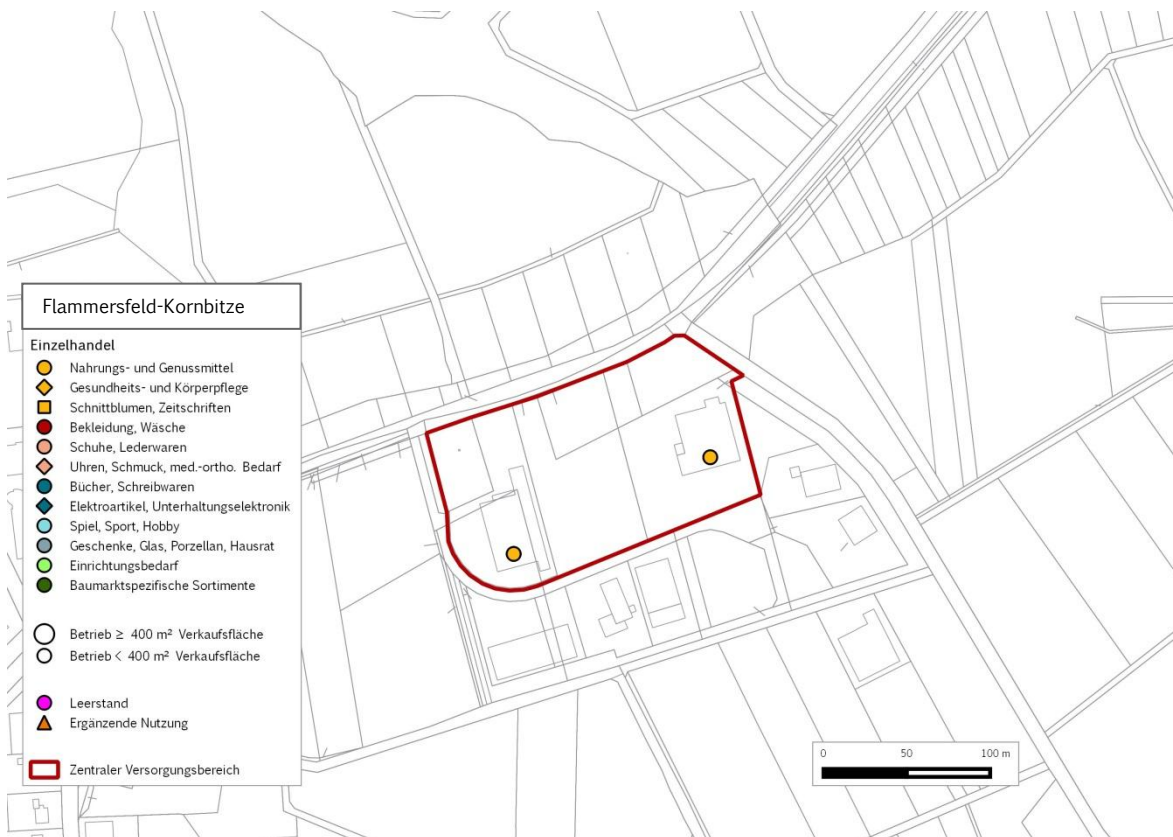 Flammersfeld-Kornbitze
Einzelhandel
Nahrungs- und Genussmittel
Gesundheits- und Körperpflege
Schnittblumen, Zeitschriften
Bekleidung, Wäsche
Schuhe, Lederwaren
Uhren, Schmuck, med.-ortho. Bedarf
Bücher, Schreibwaren
Elektroartikel, Unterhaltungselektronik
Spiel, Sport, Hobby
Geschenke, Glas, Porzellan, Hausrat
Einrichtungsbedarf
Baumarktspezifische Sortimente
Betrieb ≥ 400 m² Verkaufsfläche
Betrieb < 400 m² Verkaufsfläche
Leerstand
Ergänzende Nutzung
Zentraler Versorgungsbereich
0 50 100 m